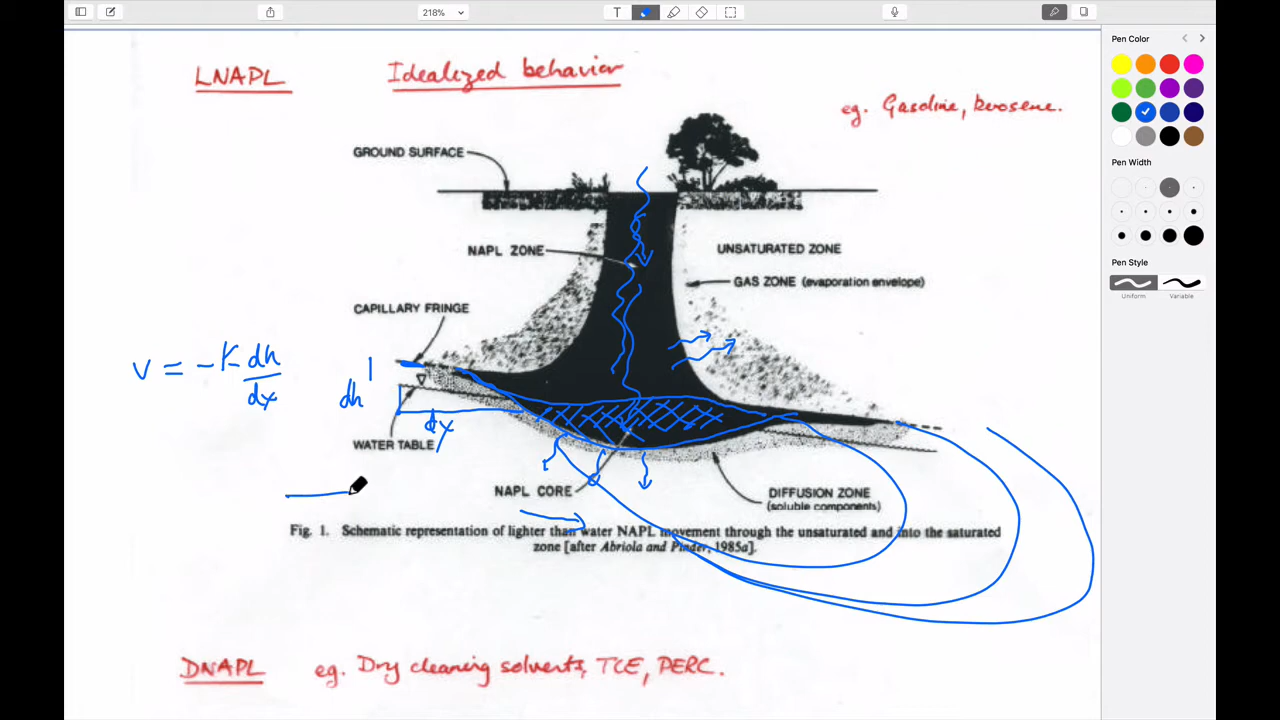 218%
T
Pen Color
Pen Width
Pen Style
Uniform
Variable
LNAPL
Idealized behavior
eg. Gasoline, kerosene.
GROUND SURFACE
NAPL ZONE
UNSATURATED ZONE
GAS ZONE (evaporation envelope)
CAPILLARY FRINGE
v = -K dh
dx
dh
dx
WATER TABLE
NAPL CORE
DIFFUSION ZONE
(soluble components)
Fig. 1. Schematic representation of lighter than water NAPL movement through the unsaturated and into the saturated
zone [after Abriola and Pinder, 1985a].
DNAPL
eg. Dry cleaning solvents, TCE, PERC.